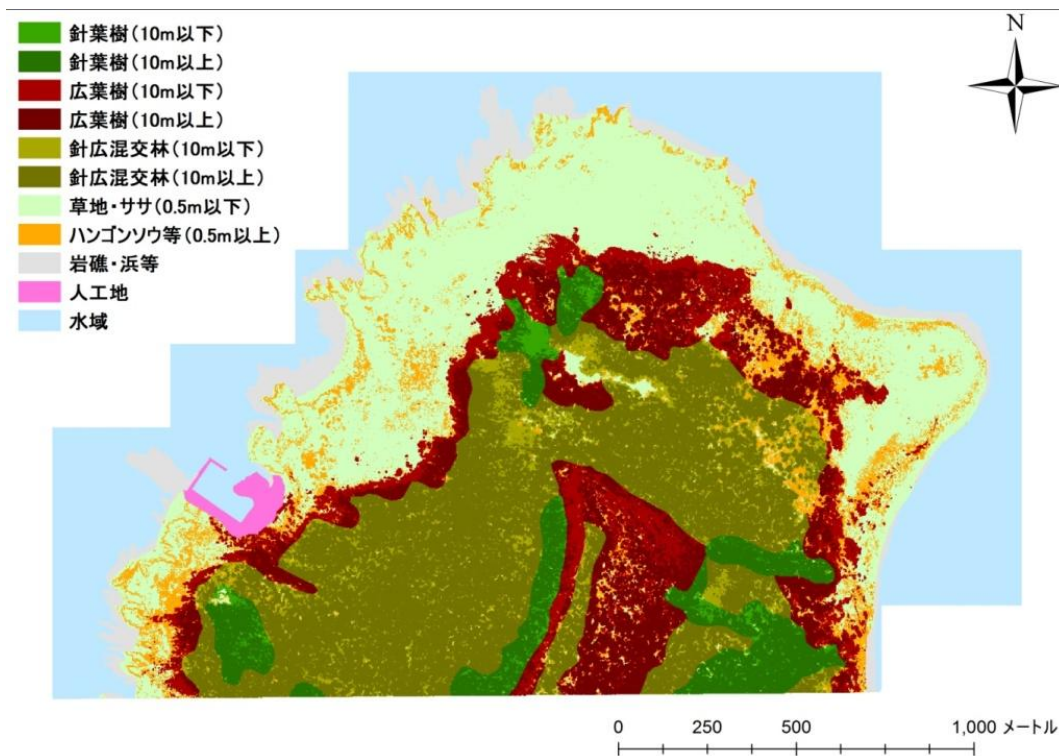 針葉樹(10m以下)
針葉樹(10m以上)
広葉樹(10m以下)
広葉樹(10m以上)
針広混交林(10m以下)
針広混交林(10m以上)
草地・ササ(0.5m以下)
ハンゴンソウ等(0.5m以上)
岩礁・浜等
人工地
水域
N
0 250 500 1,000 メートル